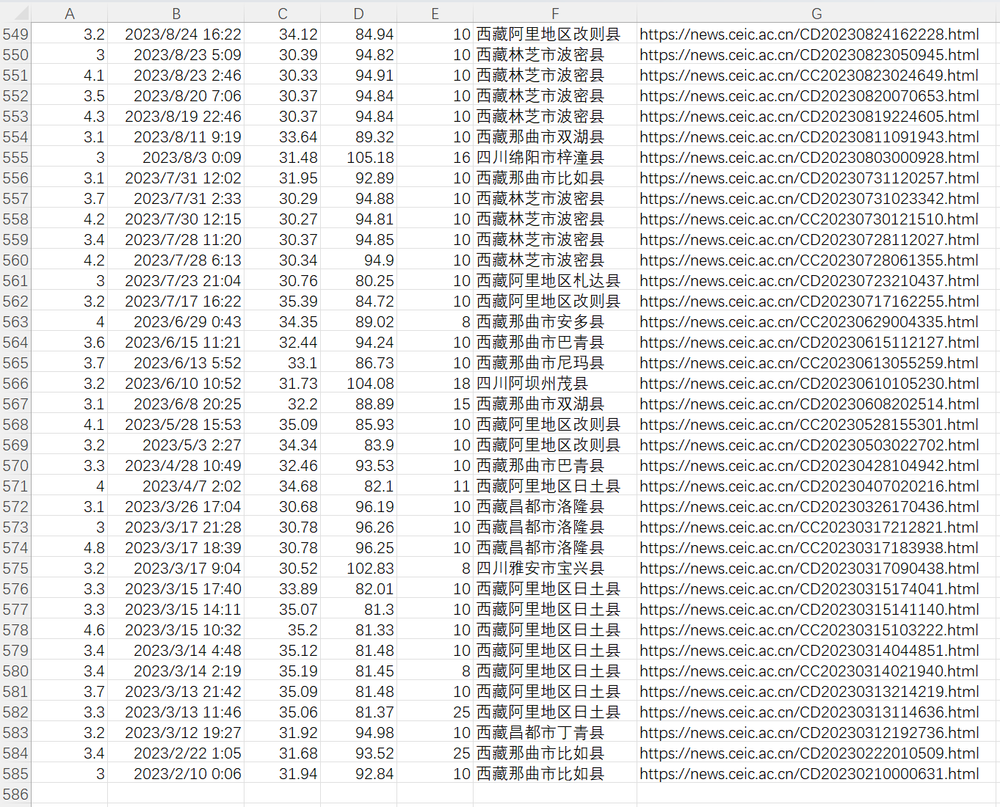 A B C D E F G
549 3.2 2023/8/24 16:22 34.12 84.94 10 西藏阿里地区改则县 https://news.ceic.ac.cn/CD20230824162228.html
550 3 2023/8/23 5:09 30.39 94.82 10 西藏林芝市波密县 https://news.ceic.ac.cn/CD20230823050945.html
551 4.1 2023/8/23 2:46 30.33 94.91 10 西藏林芝市波密县 https://news.ceic.ac.cn/CC20230823024649.html
552 3.5 2023/8/20 7:06 30.37 94.84 10 西藏林芝市波密县 https://news.ceic.ac.cn/CD20230820070653.html
553 4.3 2023/8/19 22:46 30.37 94.84 10 西藏林芝市波密县 https://news.ceic.ac.cn/CD20230819224605.html
554 3.1 2023/8/11 9:19 33.64 89.32 10 西藏那曲市双湖县 https://news.ceic.ac.cn/CD20230811091943.html
555 3 2023/8/3 0:09 31.48 105.18 16 四川绵阳市梓潼县 https://news.ceic.ac.cn/CD20230803000928.html
556 3.1 2023/7/31 12:02 31.95 92.89 10 西藏那曲市比如县 https://news.ceic.ac.cn/CD20230731120257.html
557 3.7 2023/7/31 2:33 30.29 94.88 10 西藏林芝市波密县 https://news.ceic.ac.cn/CD20230731023342.html
558 4.2 2023/7/30 12:15 30.27 94.81 10 西藏林芝市波密县 https://news.ceic.ac.cn/CC20230730121510.html
559 3.4 2023/7/28 11:20 30.37 94.85 10 西藏林芝市波密县 https://news.ceic.ac.cn/CD20230728112027.html
560 4.2 2023/7/28 6:13 30.34 94.9 10 西藏林芝市波密县 https://news.ceic.ac.cn/CC20230728061355.html
561 3 2023/7/23 21:04 30.76 80.25 10 西藏阿里地区札达县 https://news.ceic.ac.cn/CD20230723210437.html
562 3.2 2023/7/17 16:22 35.39 84.72 10 西藏阿里地区改则县 https://news.ceic.ac.cn/CD20230717162255.html
563 4 2023/6/29 0:43 34.35 89.02 8 西藏那曲市安多县 https://news.ceic.ac.cn/CC20230629004335.html
564 3.6 2023/6/15 11:21 32.44 94.24 10 西藏那曲市巴青县 https://news.ceic.ac.cn/CD20230615112127.html
565 3.7 2023/6/13 5:52 33.1 86.73 10 西藏那曲市尼玛县 https://news.ceic.ac.cn/CC20230613055259.html
566 3.2 2023/6/10 10:52 31.73 104.08 18 四川阿坝州茂县 https://news.ceic.ac.cn/CD20230610105230.html
567 3.1 2023/6/8 20:25 32.2 88.89 15 西藏那曲市双湖县 https://news.ceic.ac.cn/CD20230608202514.html
568 4.1 2023/5/28 15:53 35.09 85.93 10 西藏阿里地区改则县 https://news.ceic.ac.cn/CC20230528155301.html
569 3.2 2023/5/3 2:27 34.34 83.9 10 西藏阿里地区改则县 https://news.ceic.ac.cn/CD20230503022702.html
570 3.3 2023/4/28 10:49 32.46 93.53 10 西藏那曲市巴青县 https://news.ceic.ac.cn/CD20230428104942.html
571 4 2023/4/7 2:02 34.68 82.1 11 西藏阿里地区日土县 https://news.ceic.ac.cn/CD20230407020216.html
572 3.1 2023/3/26 17:04 30.68 96.19 10 西藏昌都市洛隆县 https://news.ceic.ac.cn/CD20230326170436.html
573 3 2023/3/17 21:28 30.78 96.26 10 西藏昌都市洛隆县 https://news.ceic.ac.cn/CC20230317212821.html
574 4.8 2023/3/17 18:39 30.78 96.25 10 西藏昌都市洛隆县 https://news.ceic.ac.cn/CC20230317183938.html
575 3.2 2023/3/17 9:04 30.52 102.83 8 四川雅安市宝兴县 https://news.ceic.ac.cn/CD20230317090438.html
576 3.3 2023/3/15 17:40 33.89 82.01 10 西藏阿里地区日土县 https://news.ceic.ac.cn/CD20230315174041.html
577 3.3 2023/3/15 14:11 35.07 81.3 10 西藏阿里地区日土县 https://news.ceic.ac.cn/CD20230315141140.html
578 4.6 2023/3/15 10:32 35.2 81.33 10 西藏阿里地区日土县 https://news.ceic.ac.cn/CC20230315103222.html
579 3.4 2023/3/14 4:48 35.12 81.48 10 西藏阿里地区日土县 https://news.ceic.ac.cn/CD20230314044851.html
580 3.4 2023/3/14 2:19 35.19 81.45 8 西藏阿里地区日土县 https://news.ceic.ac.cn/CC20230314021940.html
581 3.7 2023/3/13 21:42 35.09 81.48 10 西藏阿里地区日土县 https://news.ceic.ac.cn/CD20230313214219.html
582 3.3 2023/3/13 11:46 35.06 81.37 25 西藏阿里地区日土县 https://news.ceic.ac.cn/CD20230313114636.html
583 3.2 2023/3/12 19:27 31.92 94.98 10 西藏昌都市丁青县 https://news.ceic.ac.cn/CD20230312192736.html
584 3.4 2023/2/22 1:05 31.68 93.52 25 西藏那曲市比如县 https://news.ceic.ac.cn/CD20230222010509.html
585 3 2023/2/10 0:06 31.94 92.84 10 西藏那曲市比如县 https://news.ceic.ac.cn/CD20230210000631.html
586